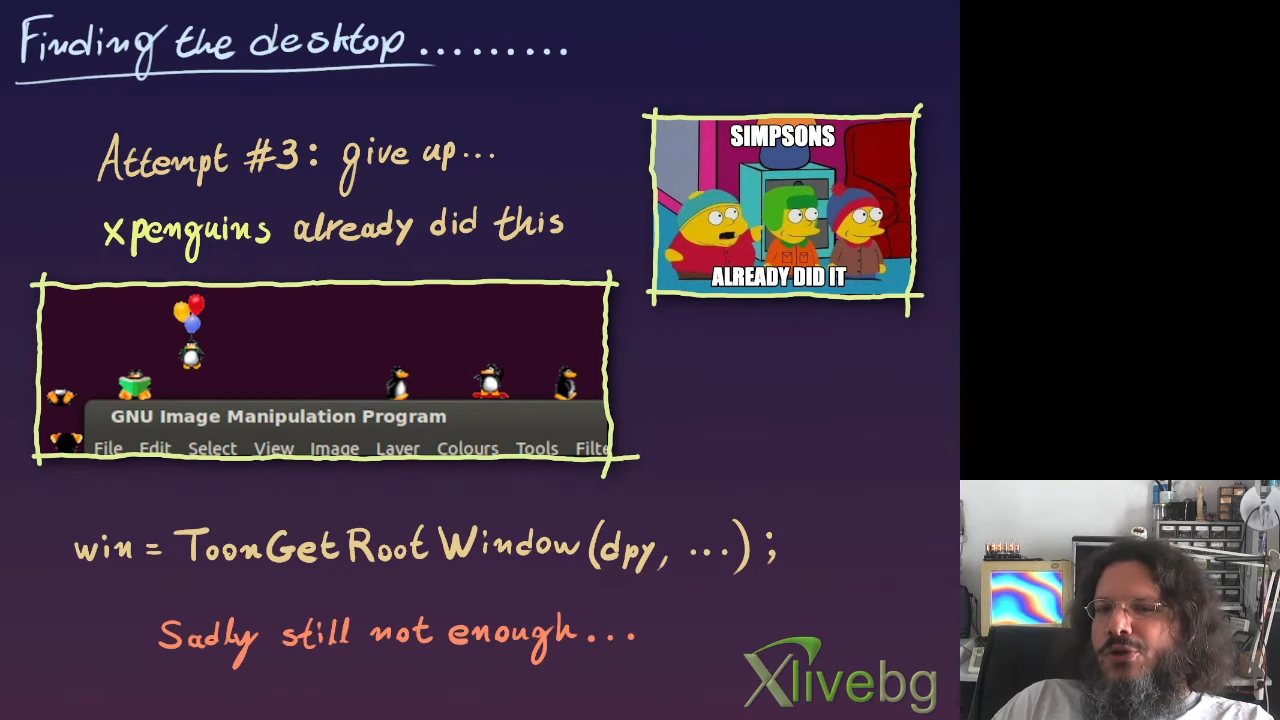 Finding the desktop.........
Attempt #3: give up...
xpenguins already did this
SIMPSONS
ALREADY DID IT
GNU Image Manipulation Program
File Edit Select View Image Layer Colours Tools Filte
win = ToonGetRootWindow(dpy, ...);
Sadly still not enough...
Xlivebg